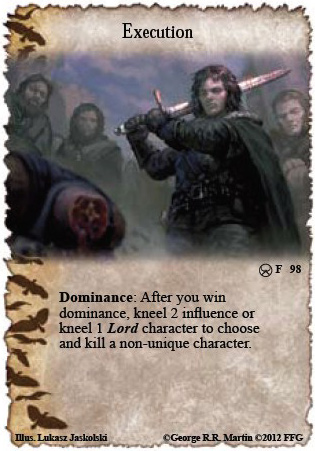 Execution
F 98
Dominance: After you win
dominance, kneel 2 influence or
kneel 1 Lord character to choose
and kill a non-unique character.
Illus. Lukasz Jaskolski ©George R.R. Martin ©2012 FFG